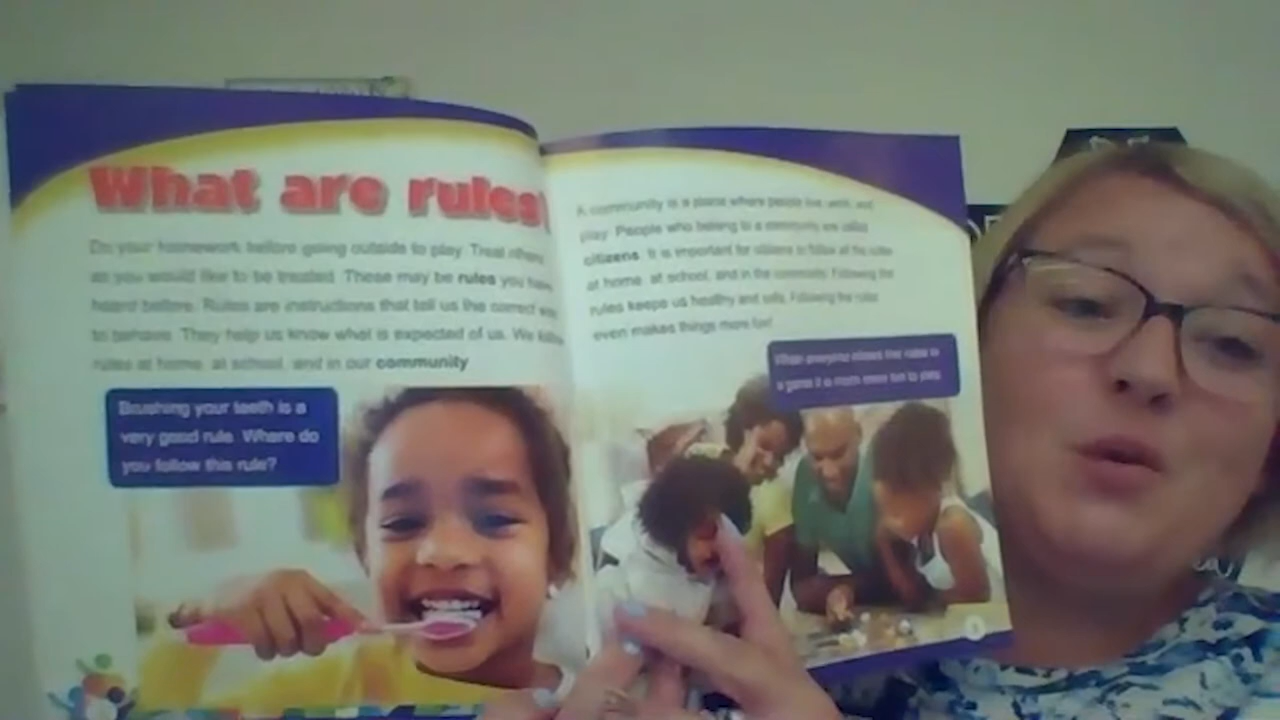 What are rules?
Do your homework before going outside to play. Treat others
as you would like to be treated. These may be rules you have
heard before. Rules are instructions that tell us the correct way
to behave. They help us know what is expected of us. We follow
rules at home, at school, and in our community
Brushing your teeth is a
very good rule. Where do
you follow this rule?
A community is a place where people live, work, and
play. People who belong to a community are called
citizens. It is important for citizens to follow all the rules
at home, at school, and in the community. Following the
rules keeps us healthy and safe. Following the rules
even makes things more fun!
When everyone follows the rules in
a game it is much more fun to play.